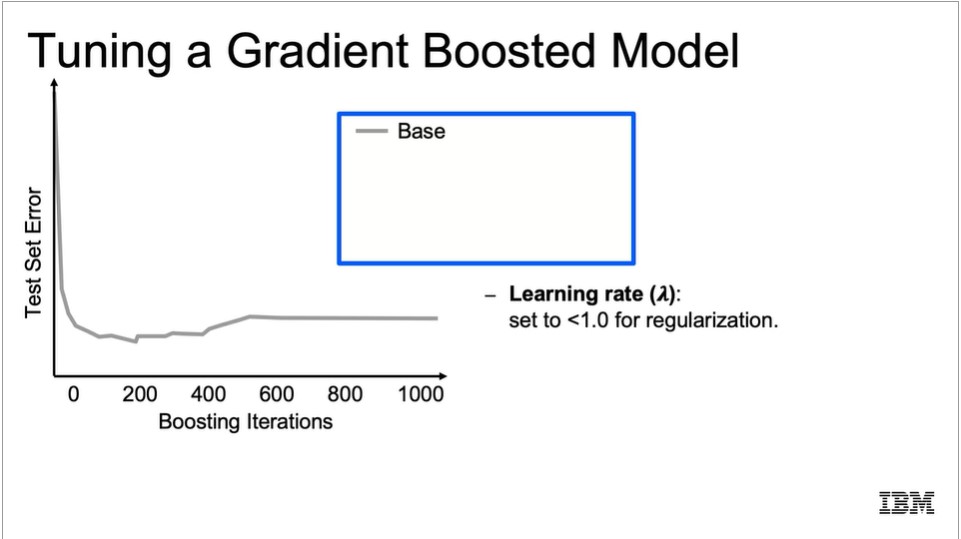 Tuning a Gradient Boosted Model
Base
Test Set Error
– Learning rate (λ):
set to <1.0 for regularization.
0 200 400 600 800 1000
Boosting Iterations
IBM